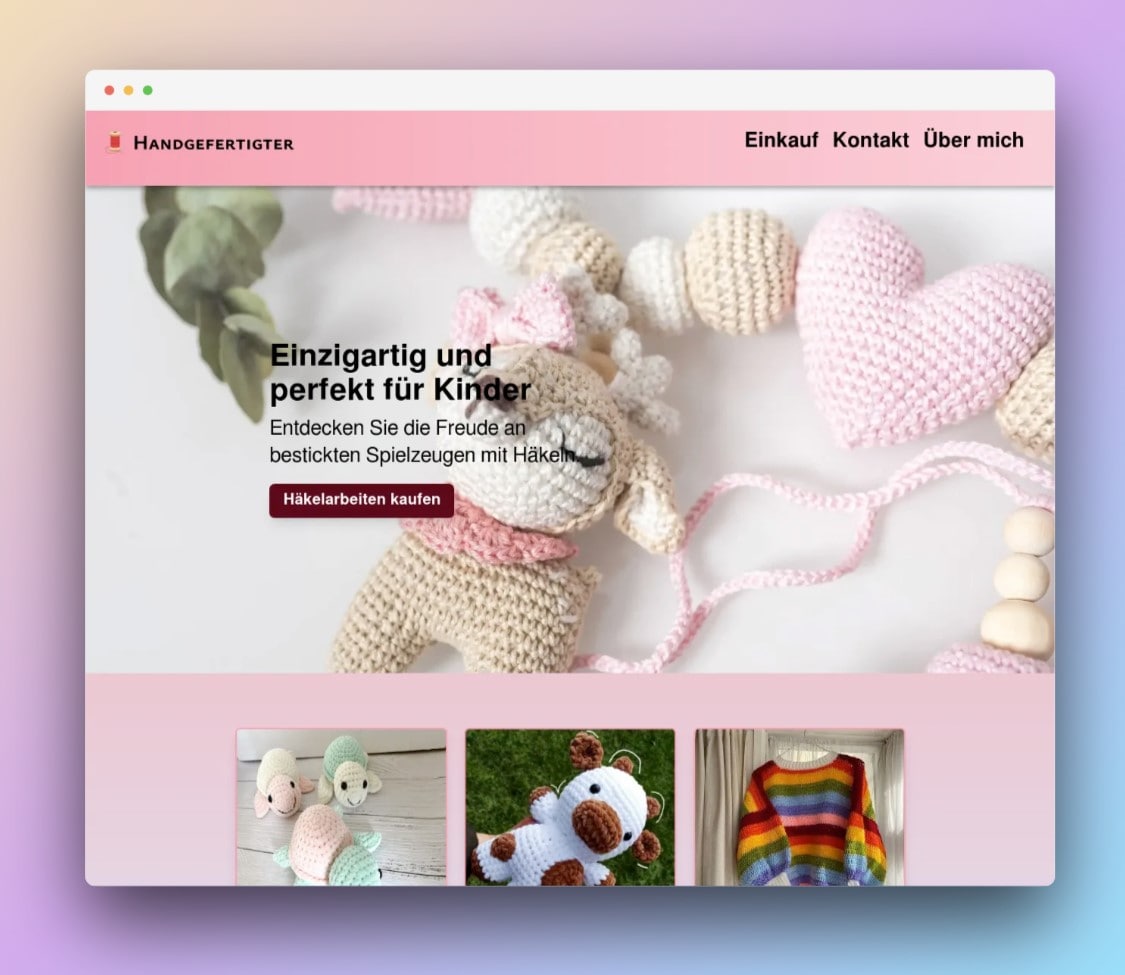 Handgefertigter
Einkauf Kontakt Über mich
Einzigartig und
perfekt für Kinder
Entdecken Sie die Freude an
bestickten Spielzeugen mit Häkeln.
Häkelarbeiten kaufen